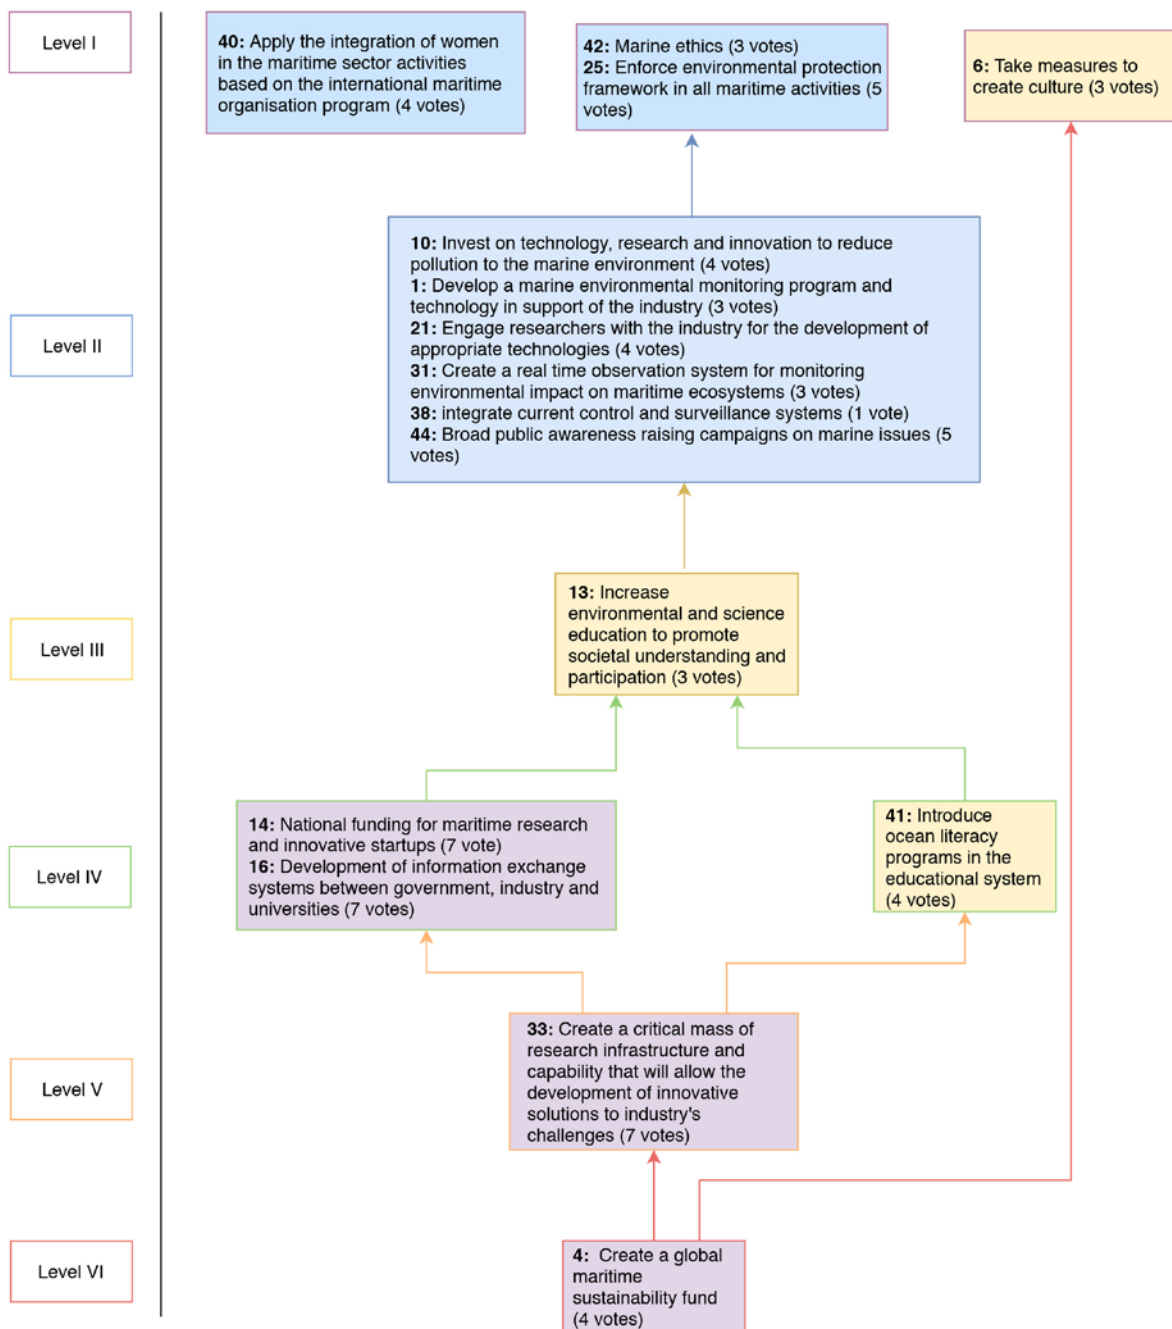 Level I
40: Apply the integration of women
in the maritime sector activities
based on the international maritime
organisation program (4 votes)
42: Marine ethics (3 votes)
25: Enforce environmental protection
framework in all maritime activities (5
votes)
6: Take measures to
create culture (3 votes)
Level II
10: Invest on technology, research and innovation to reduce
pollution to the marine environment (4 votes)
1: Develop a marine environmental monitoring program and
technology in support of the industry (3 votes)
21: Engage researchers with the industry for the development of
appropriate technologies (4 votes)
31: Create a real time observation system for monitoring
environmental impact on maritime ecosystems (3 votes)
38: integrate current control and surveillance systems (1 vote)
44: Broad public awareness raising campaigns on marine issues (5
votes)
Level III
13: Increase
environmental and science
education to promote
societal understanding and
participation (3 votes)
Level IV
14: National funding for maritime research
and innovative startups (7 vote)
16: Development of information exchange
systems between government, industry and
universities (7 votes)
41: Introduce
ocean literacy
programs in the
educational system
(4 votes)
Level V
33: Create a critical mass of
research infrastructure and
capability that will allow the
development of innovative
solutions to industry's
challenges (7 votes)
Level VI
4: Create a global
maritime
sustainability fund
(4 votes)